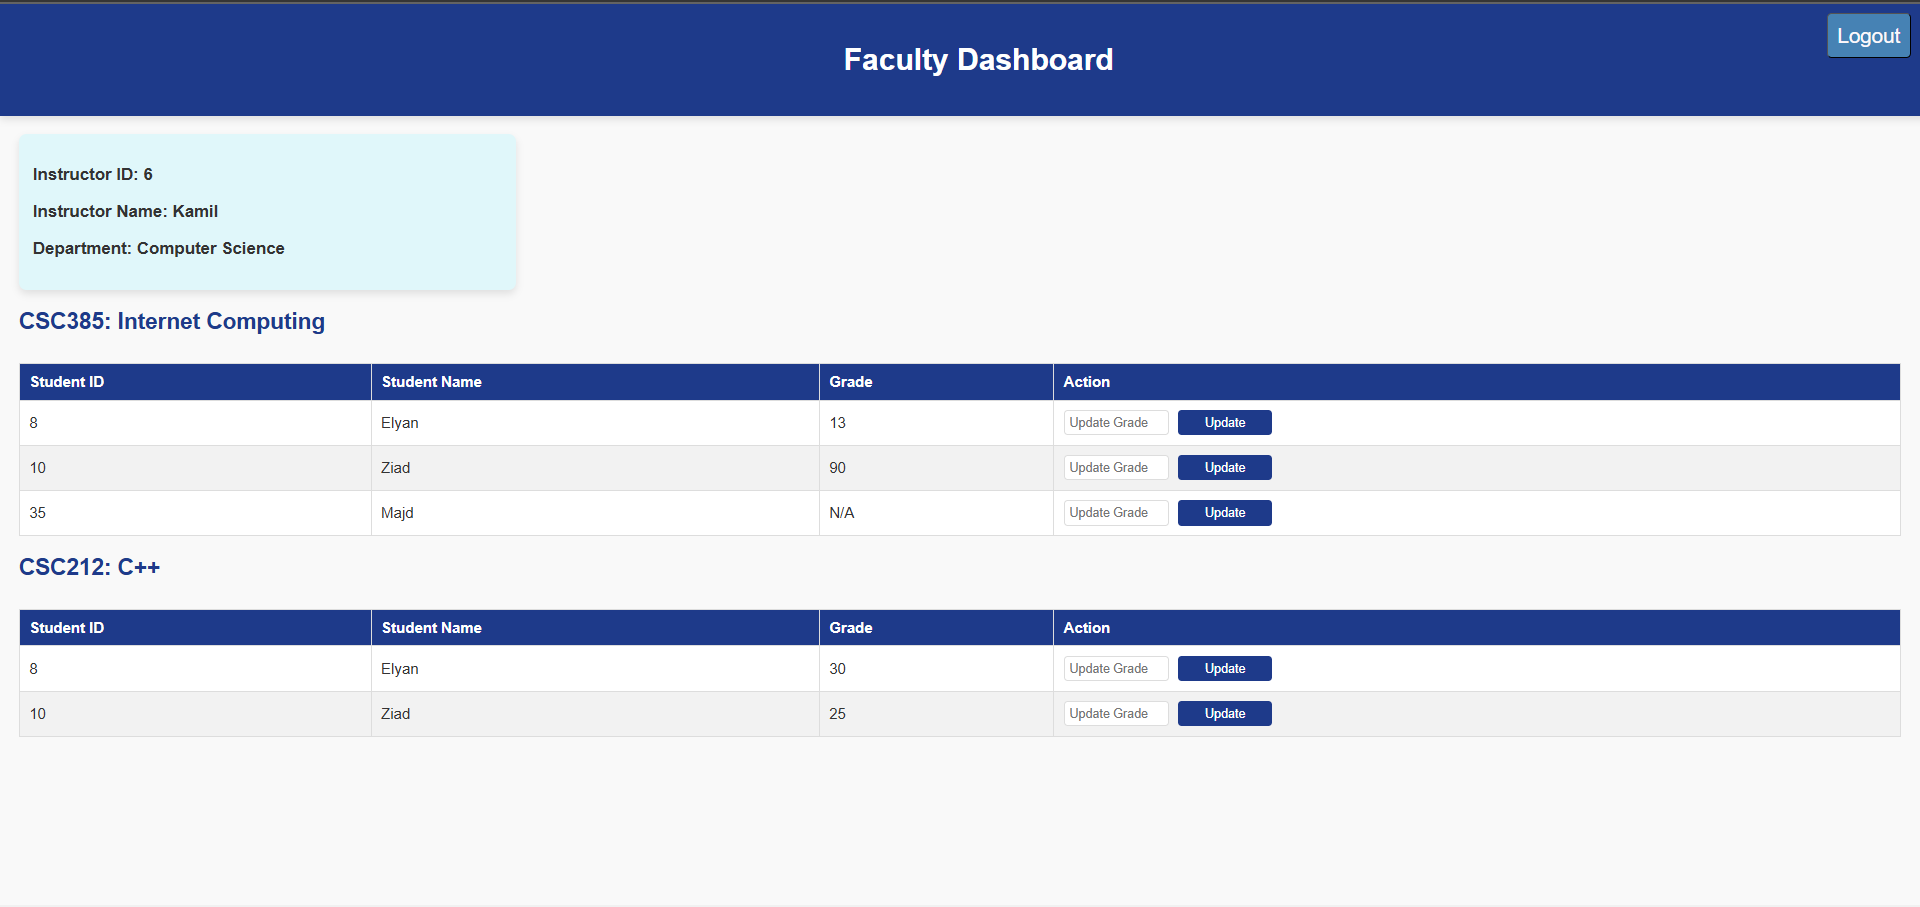 Logout
Faculty Dashboard
Instructor ID: 6
Instructor Name: Kamil
Department: Computer Science
CSC385: Internet Computing
Student ID Student Name Grade Action
8 Elyan 13 Update Grade Update
10 Ziad 90 Update Grade Update
35 Majd N/A Update Grade Update
CSC212: C++
Student ID Student Name Grade Action
8 Elyan 30 Update Grade Update
10 Ziad 25 Update Grade Update